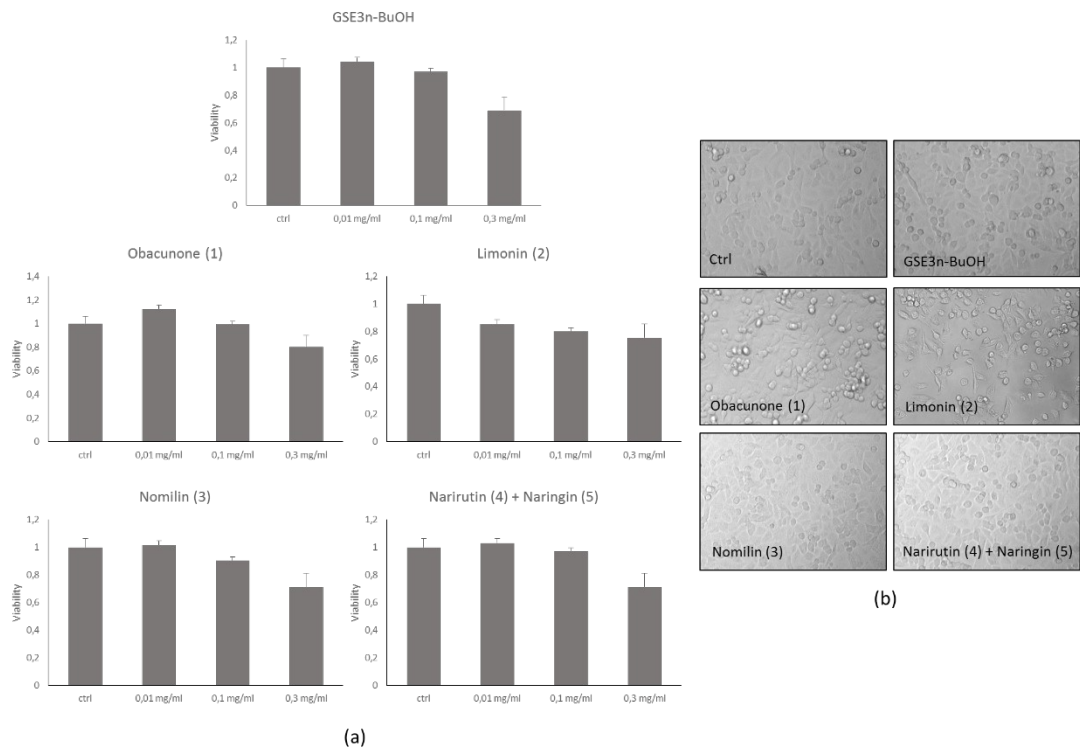 GSE3n-BuOH
Viability
1,2
1
0,8
0,6
0,4
0,2
0
ctrl 0,01 mg/ml 0,1 mg/ml 0,3 mg/ml
Obacunone (1)
Viability
1,4
1,2
1
0,8
0,6
0,4
0,2
0
ctrl 0,01 mg/ml 0,1 mg/ml 0,3 mg/ml
Limonin (2)
Viability
1,2
1
0,8
0,6
0,4
0,2
0
ctrl 0,01 mg/ml 0,1 mg/ml 0,3 mg/ml
Nomilin (3)
Viability
1,2
1
0,8
0,6
0,4
0,2
0
ctrl 0,01 mg/ml 0,1 mg/ml 0,3 mg/ml
Narirutin (4) + Naringin (5)
Viability
1,2
1
0,8
0,6
0,4
0,2
0
ctrl 0,01 mg/ml 0,1 mg/ml 0,3 mg/ml
(a)
Ctrl
GSE3n-BuOH
Obacunone (1)
Limonin (2)
Nomilin (3)
Narirutin (4) + Naringin (5)
(b)